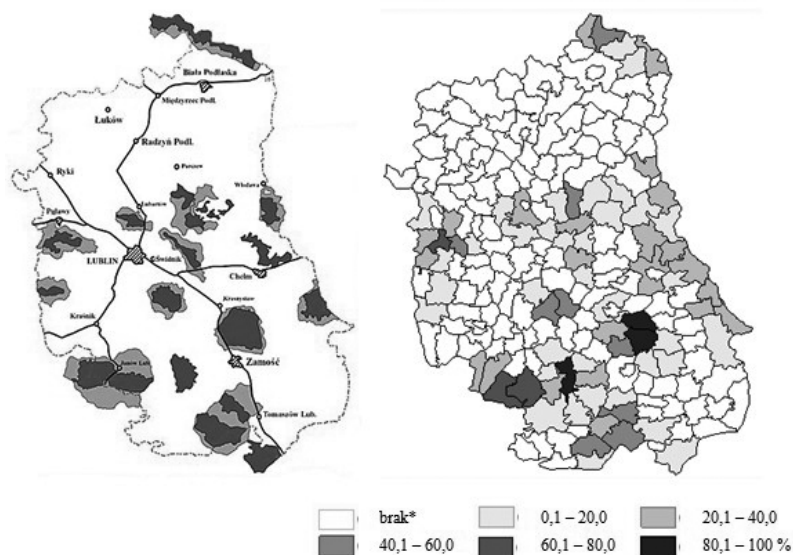 Biała Podlaska
Międzyrzec Podl.
Łuków
Radzyń Podl.
Parczew
Ryki
Włodawa
Lubartów
Puławy
LUBLIN
Świdnik
Chełm
Krasnystaw
Kraśnik
Janów Lub.
Zamość
Tomaszów Lub.
brak*
0,1 – 20,0
20,1 – 40,0
40,1 – 60,0
60,1 – 80,0
80,1 – 100 %